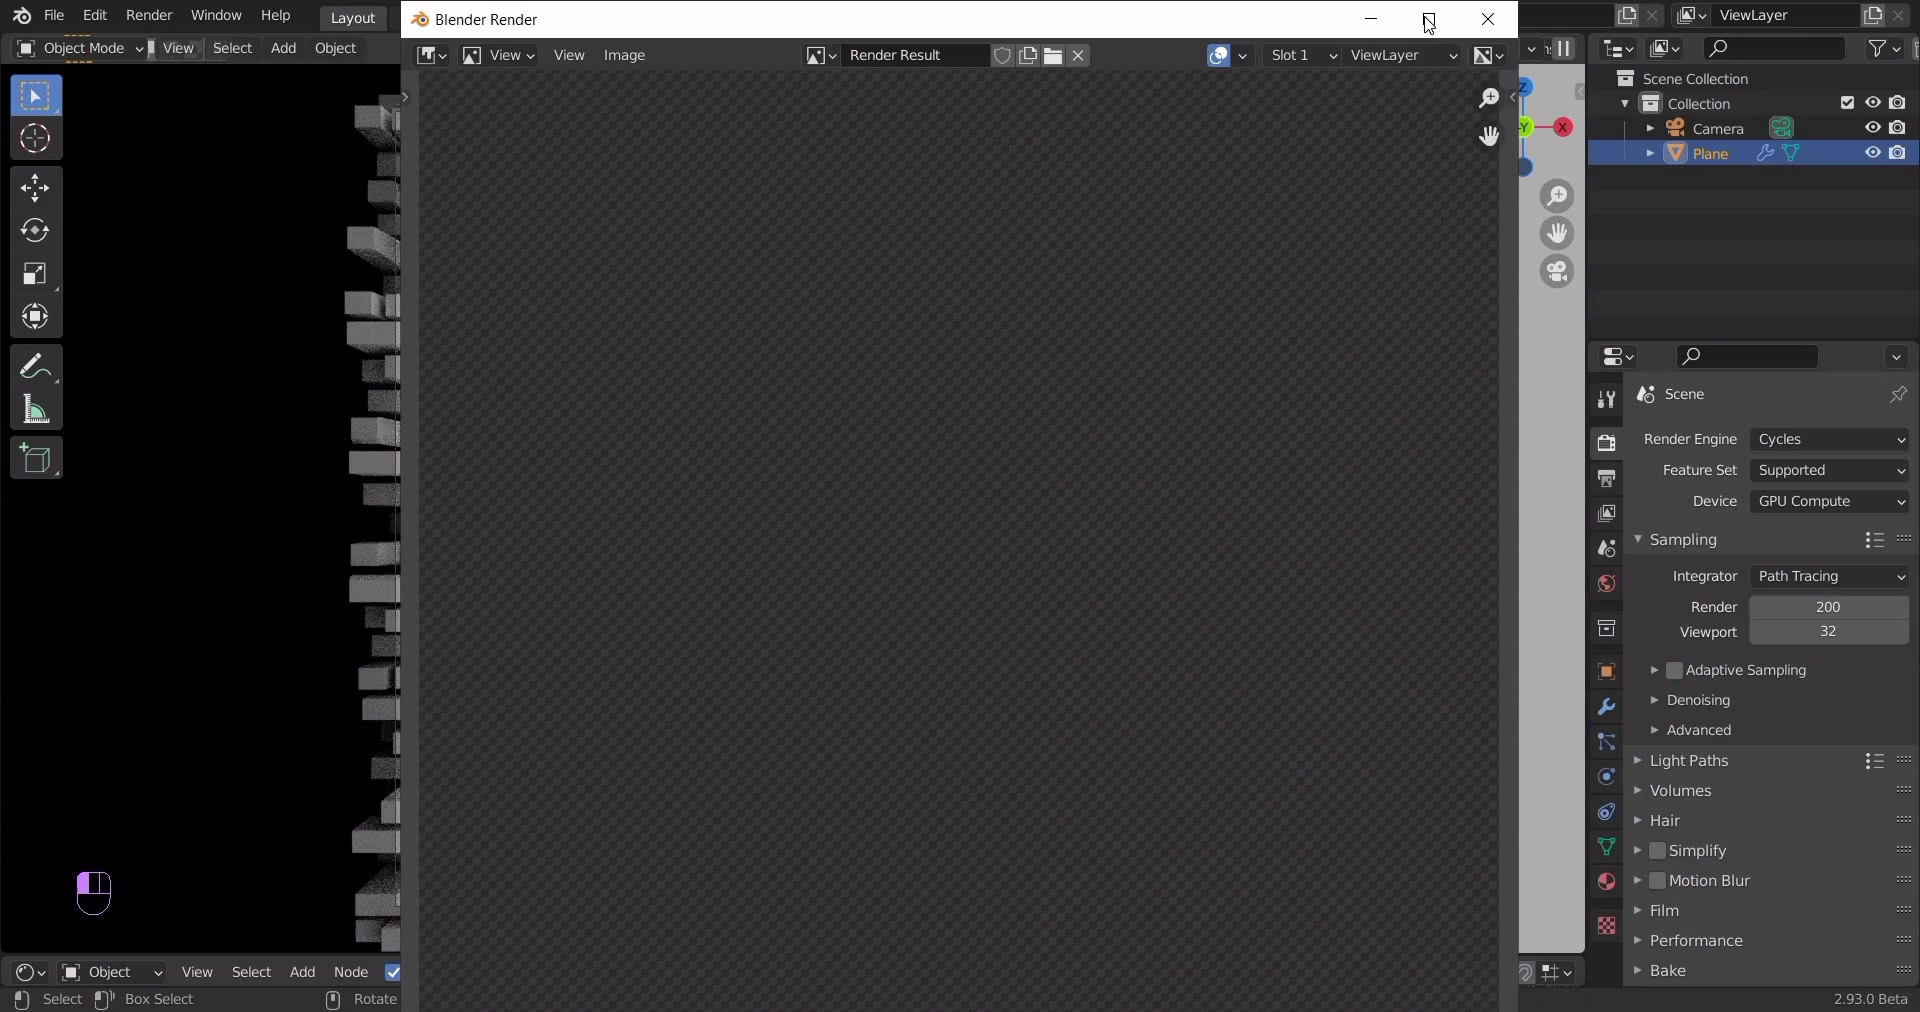 File Edit Render Window Help Layout
Blender Render
ViewLayer
Object Mode View Select Add Object
View View Image Render Result Slot 1 ViewLayer
Scene Collection
Collection
Camera
Plane
Z
Y
X
Scene
Render Engine Cycles
Feature Set Supported
Device GPU Compute
Sampling
Integrator Path Tracing
Render 200
Viewport 32
Adaptive Sampling
Denoising
Advanced
Light Paths
Volumes
Hair
Simplify
Motion Blur
Film
Performance
Bake
Object View Select Add Node
Select Box Select Rotate
2.93.0 Beta